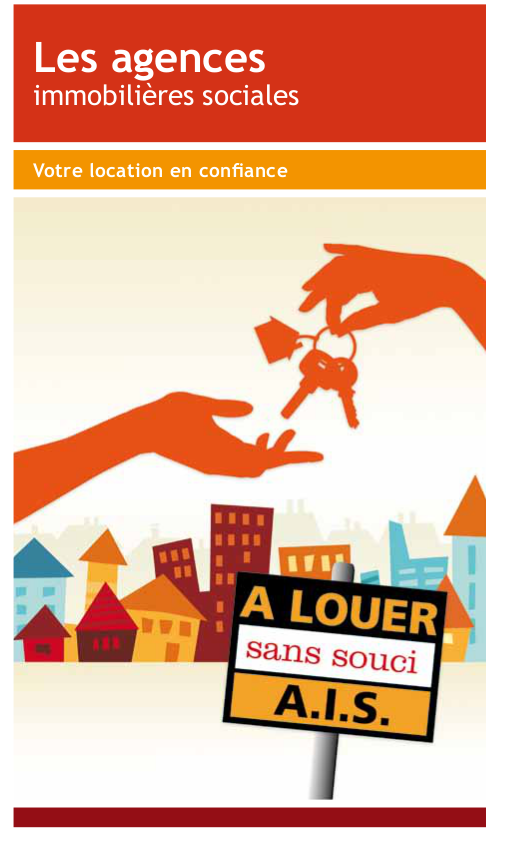 Les agences
immobilières sociales
Votre location en confiance
A LOUER
sans souci
A.I.S.